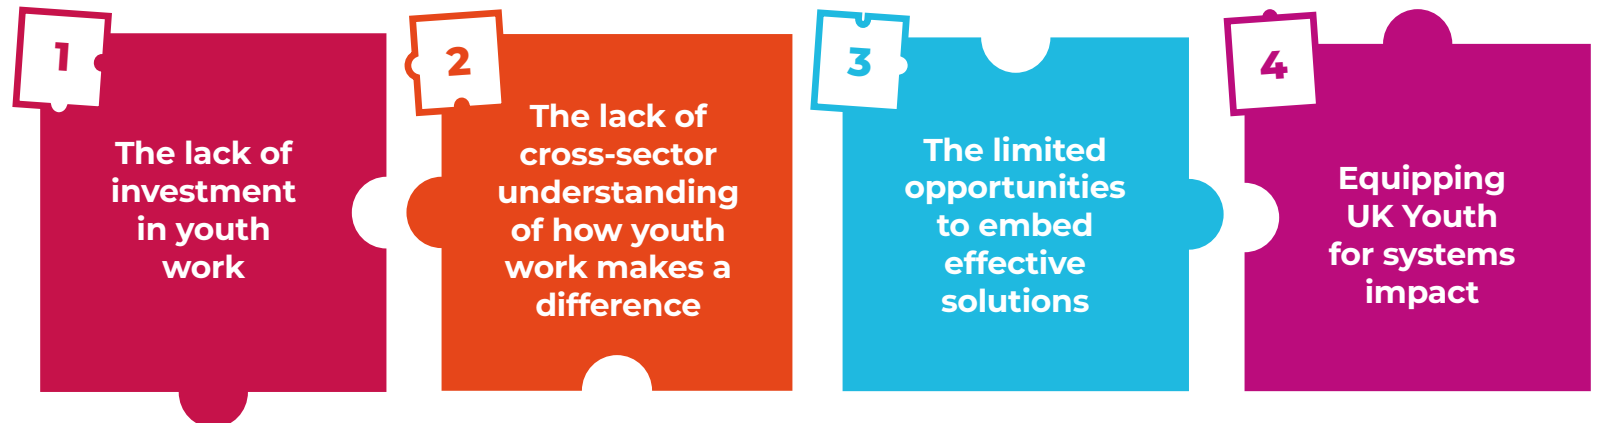 1
The lack of
investment
in youth
work
2
The lack of
cross-sector
understanding
of how youth
work makes a
difference
3
The limited
opportunities
to embed
effective
solutions
4
Equipping
UK Youth
for systems
impact